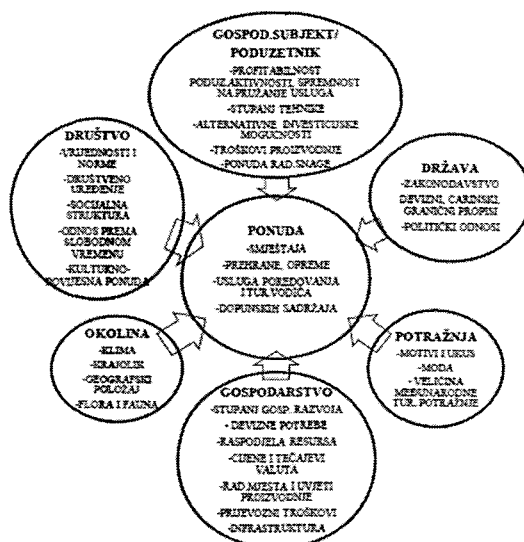 GOSPOD.SUBJEKT/
PODUZETNIK
-PROFITABILNOST
PODUZ.AKTIVNOSTI, SPREMNOST
NA PRUŽANJE USLUGA
-STUPANJ TEHNIKE
-ALTERNATIVNE INVESTICIJSKE
MOGUĆNOSTI
-TROŠKOVI PROIZVODNJE
-PONUDA RAD.SNAGE
DRUŠTVO
-VRIJEDNOSTI I
NORME
-DRUŠTVENO
UREĐENJE
-SOCIJALNA
STRUKTURA
-ODNOS PREMA
SLOBODNOM
VREMENU
-KULTURNO-
POVIJESNA PONUDA
DRŽAVA
-ZAKONODAVSTVO
DEVIZNI, CARINSKI,
GRANIČNI PROPISI
-POLITIČKI ODNOSI
PONUDA
-SMJEŠTAJA
-PREHRANE, OPREME
-USLUGA POREDOVANJA
I TUR.VODIČA
-DOPUNSKIH SADRŽAJA
OKOLINA
-KLIMA
-KRAJOLIK
-GEOGRAFSKI
POLOŽAJ
-FLORA I FAUNA
POTRAŽNJA
-MOTIVI I UKUS
-MODA
- VELIČINA
MEĐUNARODNE
TUR. POTRAŽNJE
GOSPODARSTVO
-STUPANJ GOSP. RAZVOJA
- DEVIZNE POTREBE
-RASPODJELA RESURSA
-CIJENE I TEČAJEVI
VALUTA
-RAD.MJESTA I UVJETI
PROIZVODNJE
-PRIJEVOZNI TROŠKOVI
-INFRASTRUKTURA